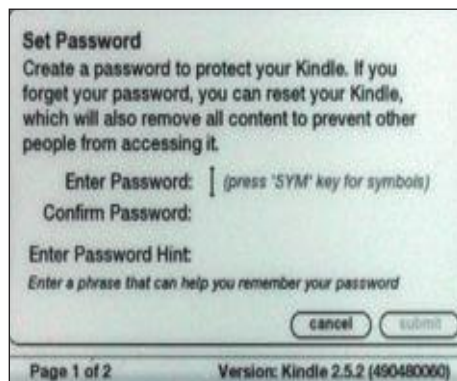 Set Password
Create a password to protect your Kindle. If you
forget your password, you can reset your Kindle,
which will also remove all content to prevent other
people from accessing it.
Enter Password: (press 'SYM' key for symbols)
Confirm Password:
Enter Password Hint:
Enter a phrase that can help you remember your password
cancel submit
Page 1 of 2 Version: Kindle 2.5.2 (490480060)